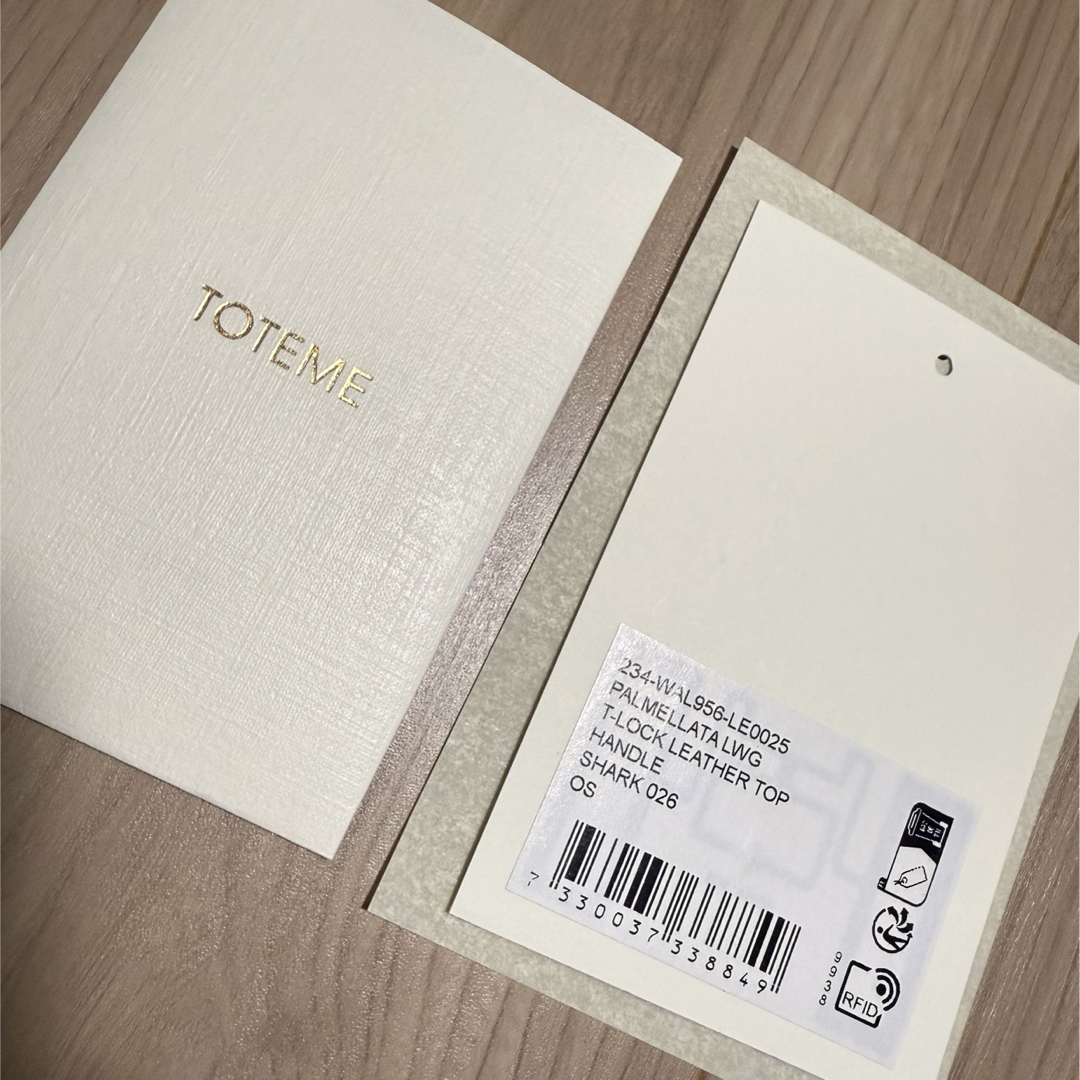 TOTEME
234-WAL956-LE0025
PALMELLATA LWG
T-LOCK LEATHER TOP
HANDLE
SHARK 026
OS
7 330037 338849
9938
RFID